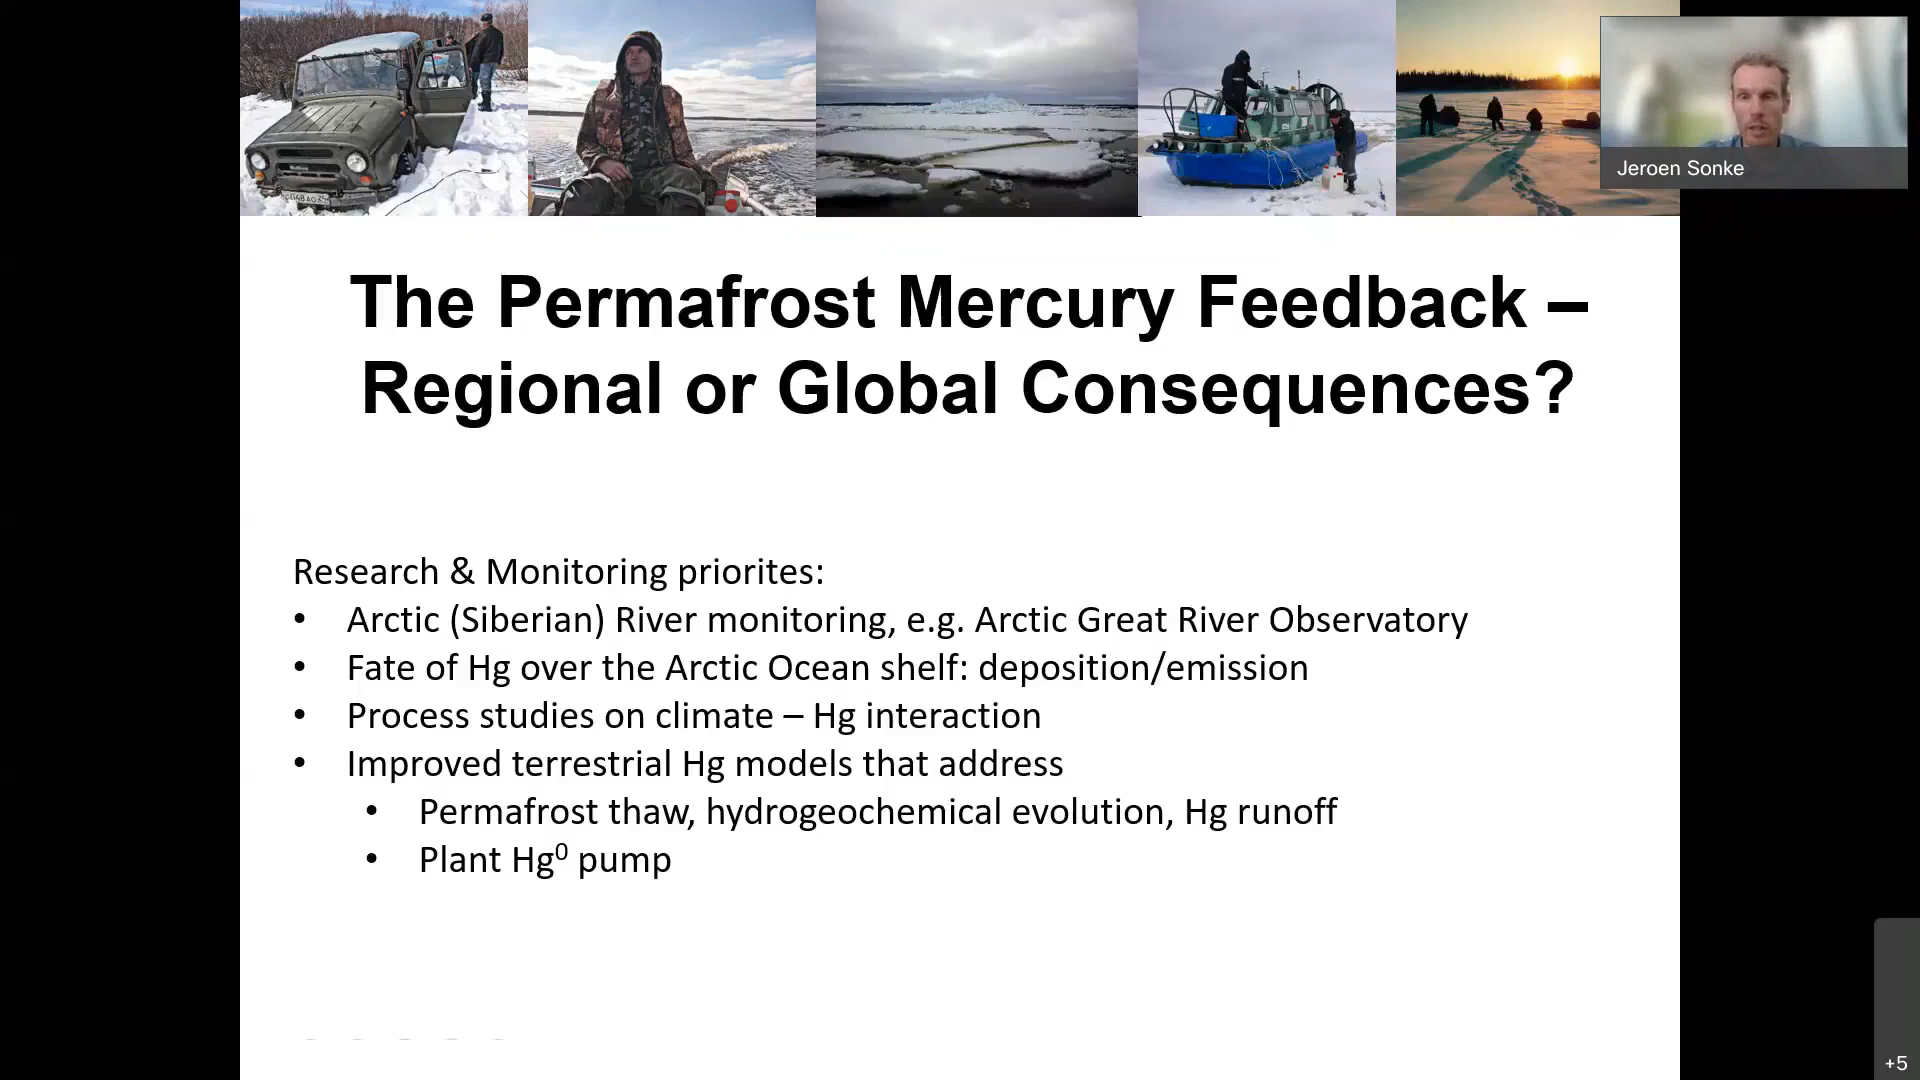 Jeroen Sonke
The Permafrost Mercury Feedback –
Regional or Global Consequences?
Research & Monitoring priorites:
• Arctic (Siberian) River monitoring, e.g. Arctic Great River Observatory
• Fate of Hg over the Arctic Ocean shelf: deposition/emission
• Process studies on climate – Hg interaction
• Improved terrestrial Hg models that address
• Permafrost thaw, hydrogeochemical evolution, Hg runoff
• Plant Hg⁰ pump
+5